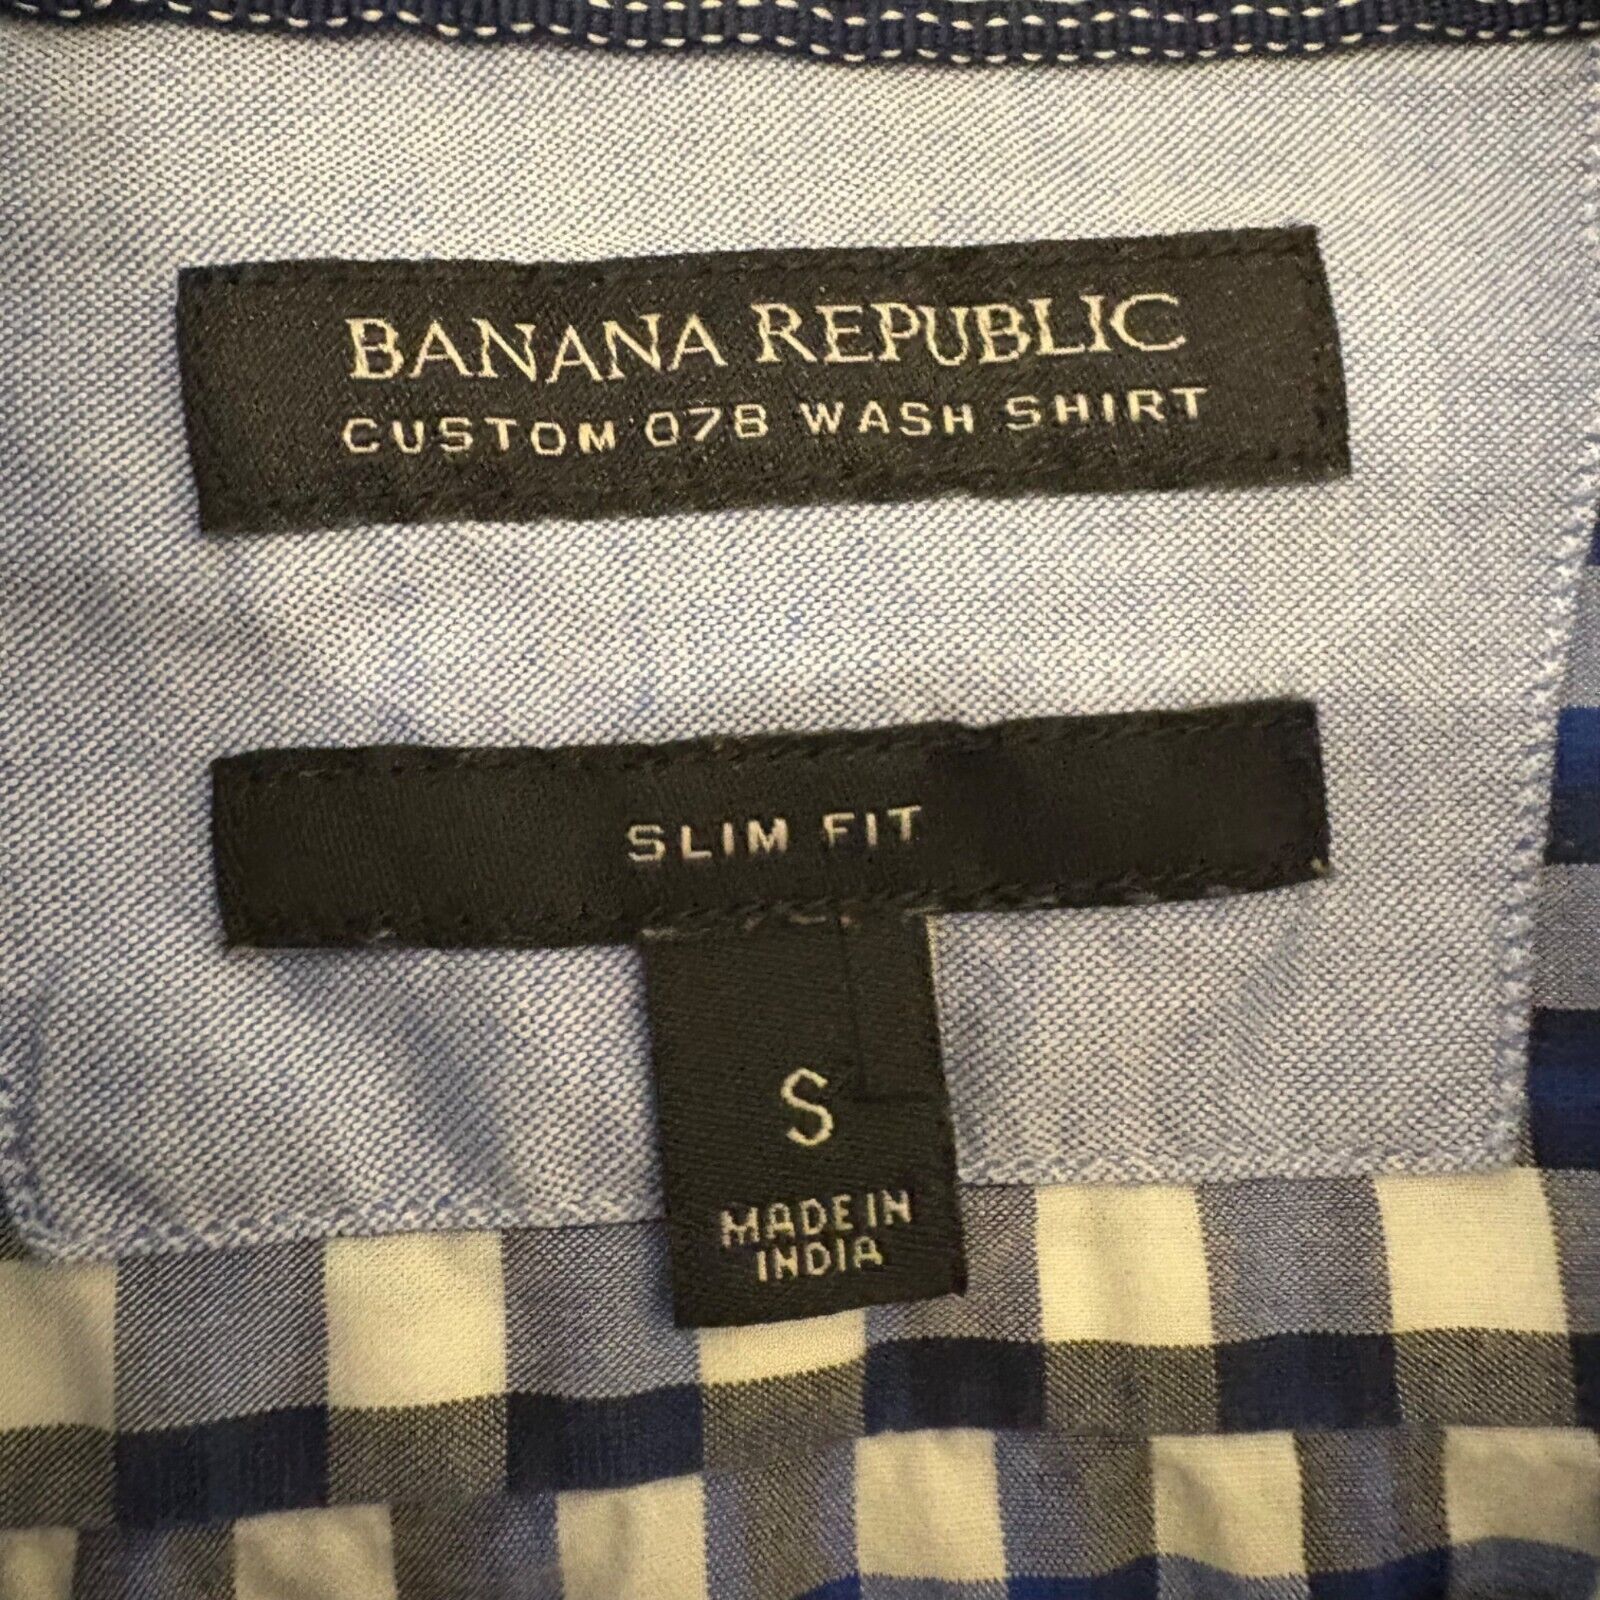 BANANA REPUBLIC
CUSTOM 078 WASH SHIRT
SLIM FIT
S
MADE IN
INDIA